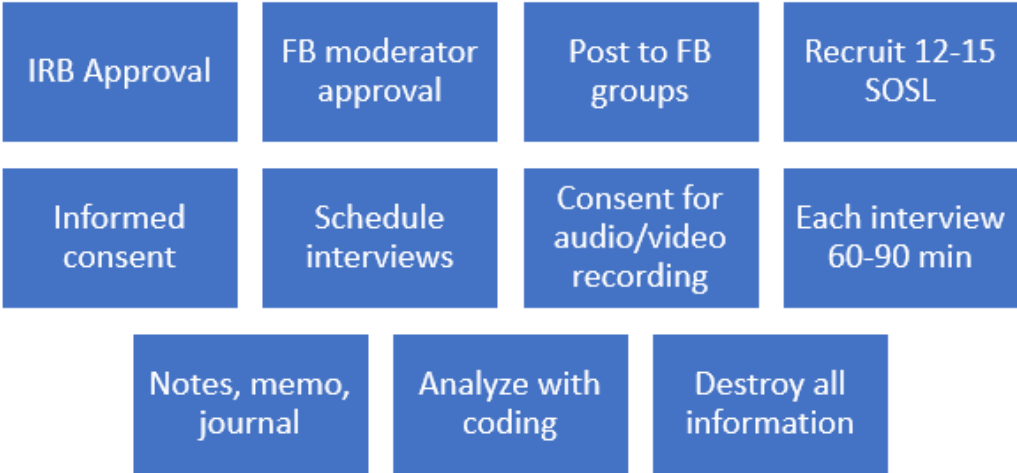 IRB Approval
FB moderator
approval
Post to FB
groups
Recruit 12-15
SOSL
Informed
consent
Schedule
interviews
Consent for
audio/video
recording
Each interview
60-90 min
Notes, memo,
journal
Analyze with
coding
Destroy all
information